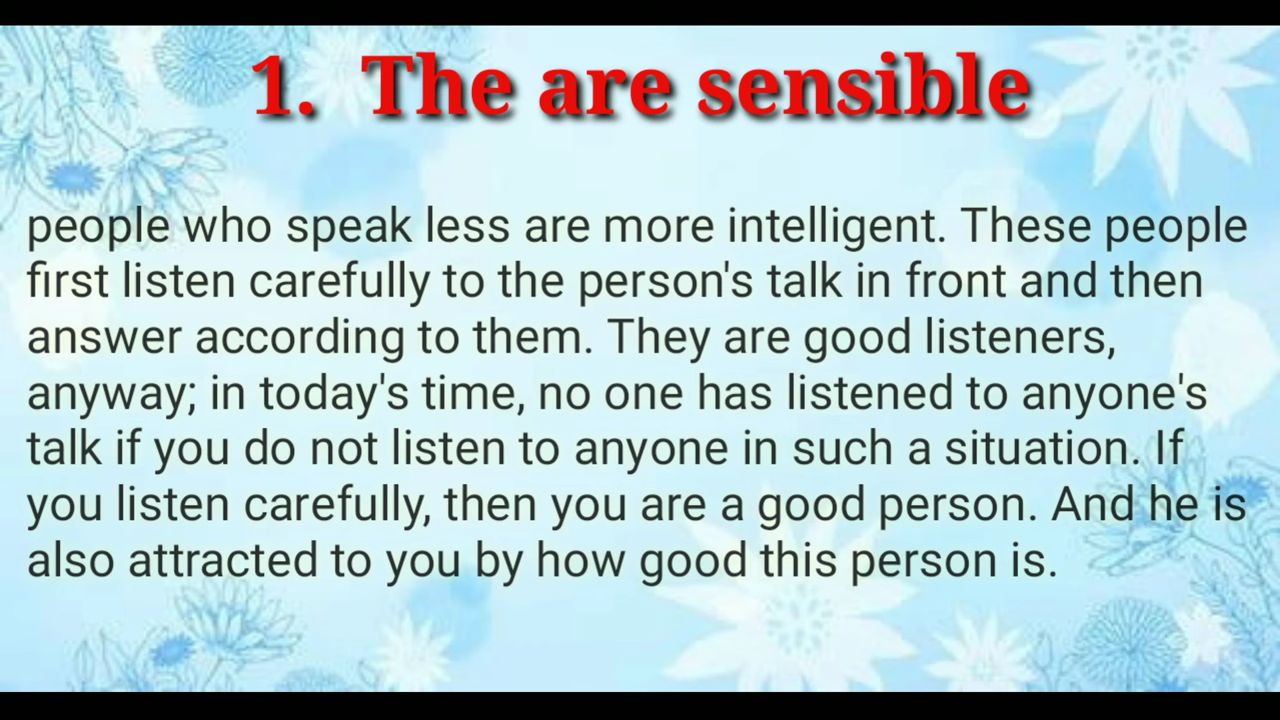 1. The are sensible
people who speak less are more intelligent. These people
first listen carefully to the person's talk in front and then
answer according to them. They are good listeners,
anyway; in today's time, no one has listened to anyone's
talk if you do not listen to anyone in such a situation. If
you listen carefully, then you are a good person. And he is
also attracted to you by how good this person is.